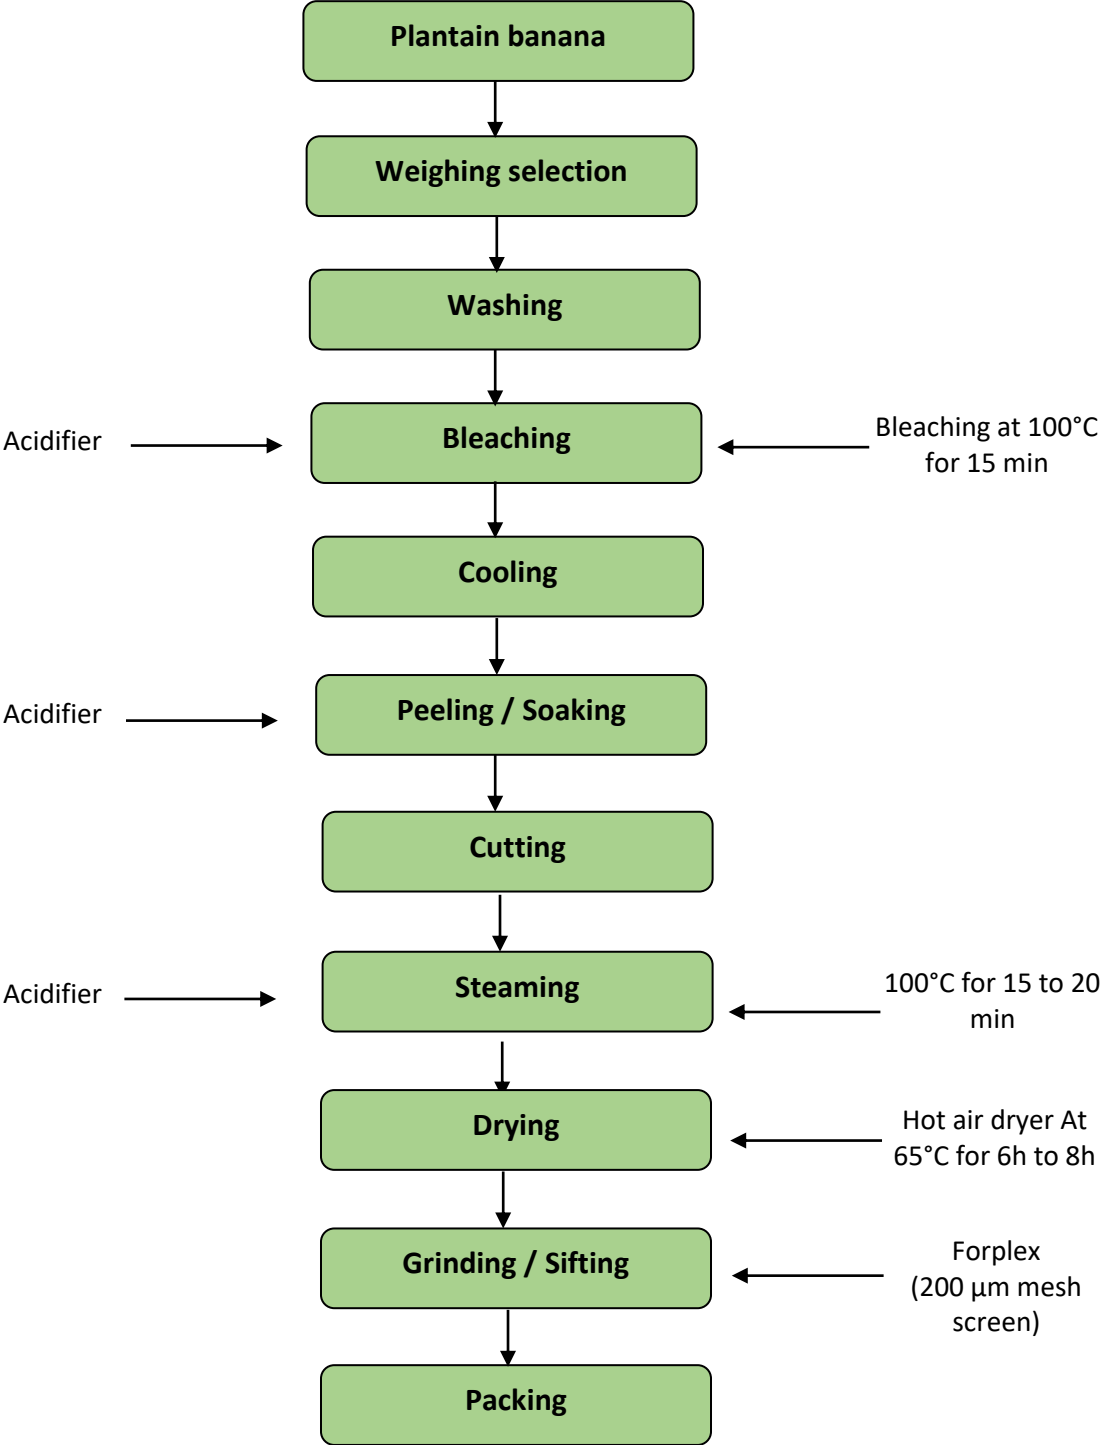 Plantain banana
Weighing selection
Washing
Acidifier
Bleaching
Bleaching at 100°C
for 15 min
Cooling
Acidifier
Peeling / Soaking
Cutting
Acidifier
Steaming
100°C for 15 to 20
min
Drying
Hot air dryer At
65°C for 6h to 8h
Grinding / Sifting
Forplex
(200 µm mesh
screen)
Packing